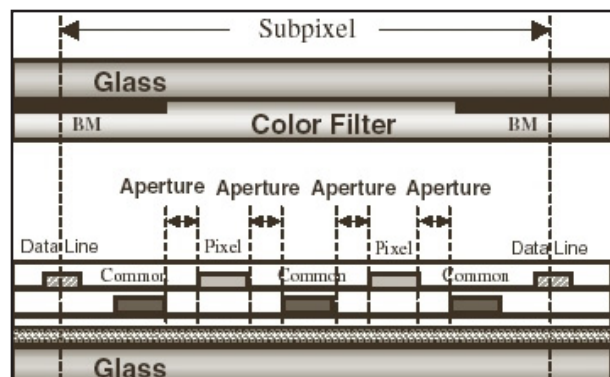 Subpixel
Glass
BM Color Filter BM
Aperture Aperture Aperture Aperture
Data Line Pixel Pixel Data Line
Common Common Common
Glass